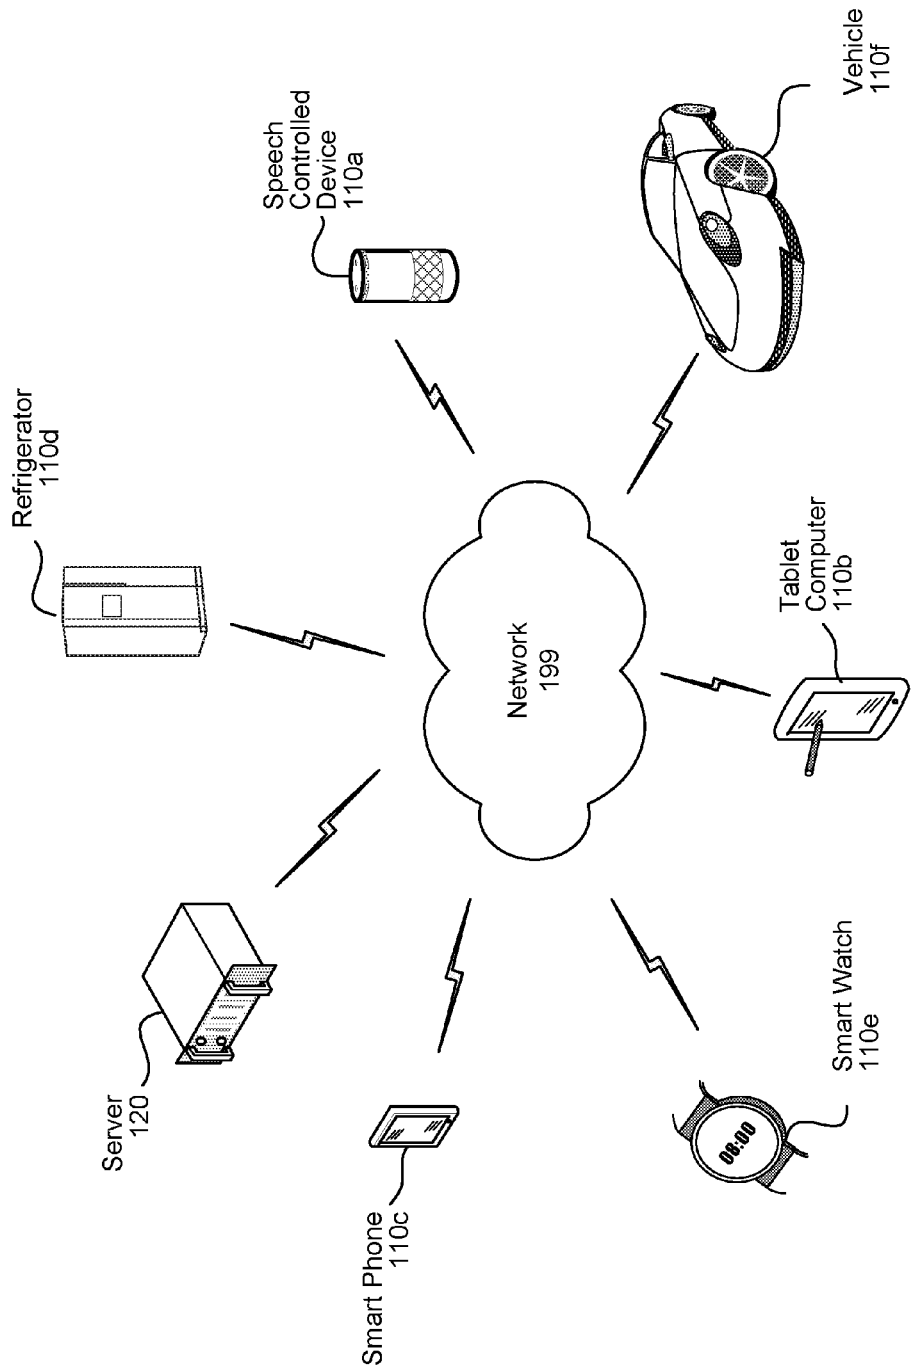 Server
120
Refrigerator
110d
Speech
Controlled
Device
110a
Smart Phone
110c
Network
199
08:00
Smart Watch
110e
Tablet
Computer
110b
Vehicle
110f